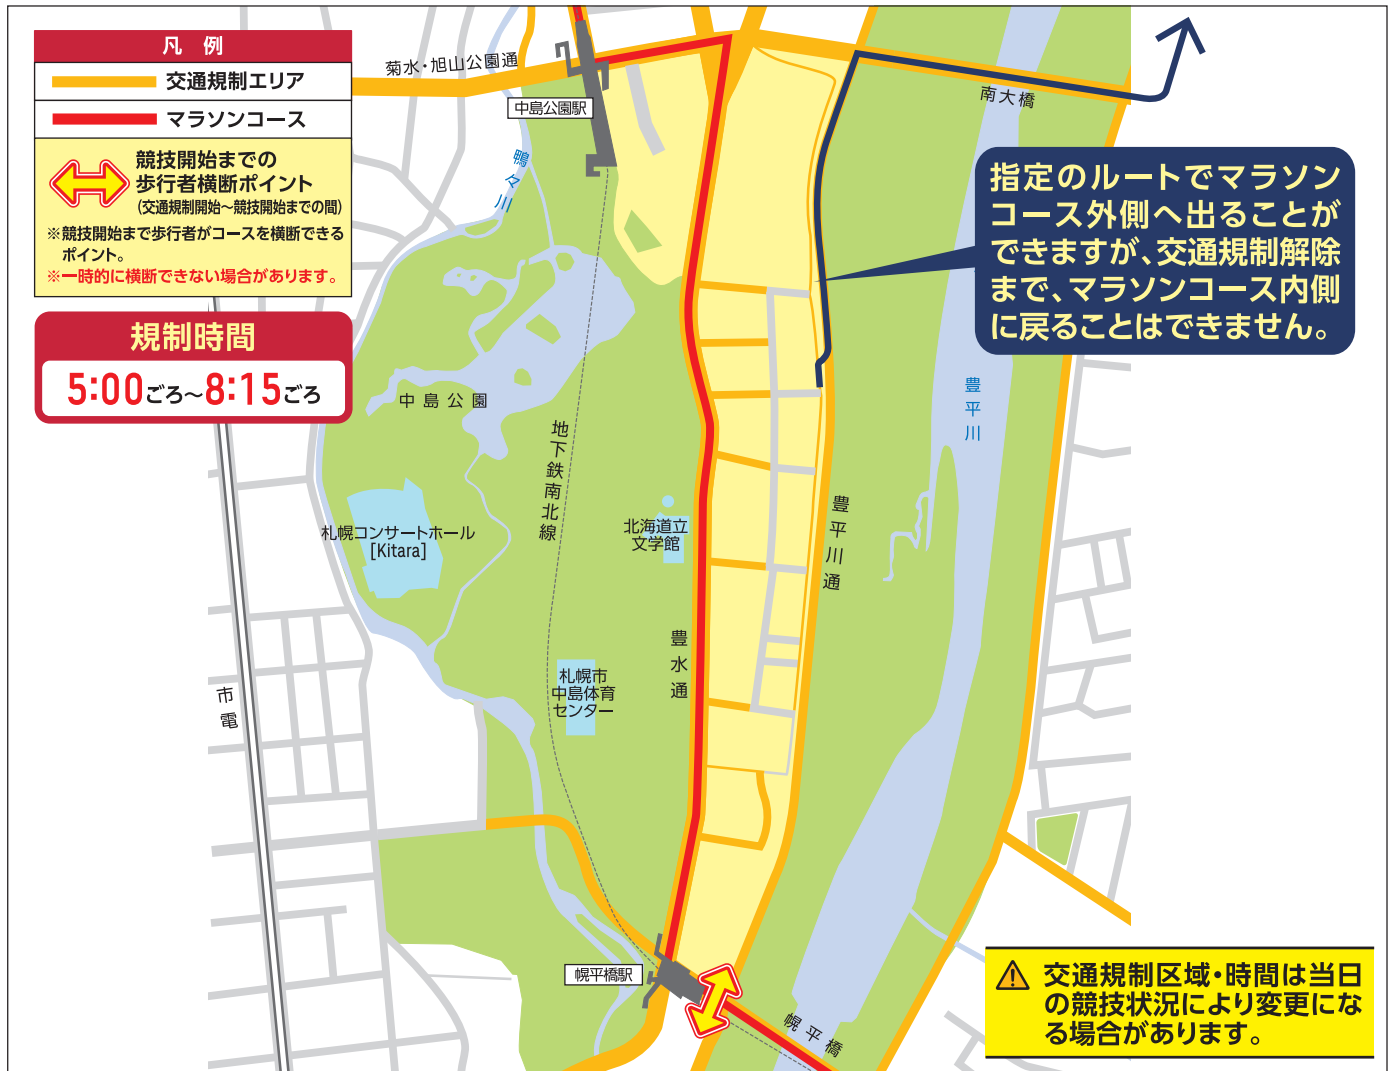 凡 例
交通規制エリア
マラソンコース
競技開始までの
歩行者横断ポイント
（交通規制開始～競技開始までの間）
※競技開始まで歩行者がコースを横断できる
ポイント。
※一時的に横断できない場合があります。
規制時間
5:00ごろ～8:15ごろ
菊水・旭山公園通
中島公園駅
鴨々川
南大橋
指定のルートでマラソン
コース外側へ出ることが
できますが、交通規制解除
まで、マラソンコース内側
に戻ることはできません。
中島公園
地下鉄南北線
豊平川
札幌コンサートホール
[Kitara]
北海道立
文学館
豊平川通
豊水通
札幌市
中島体育
センター
市電
幌平橋駅
幌平橋
交通規制区域・時間は当日
の競技状況により変更にな
る場合があります。